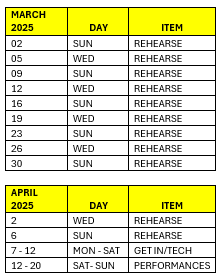 MARCH
2025 DAY ITEM
02 SUN REHEARSE
05 WED REHEARSE
09 SUN REHEARSE
12 WED REHEARSE
16 SUN REHEARSE
19 WED REHEARSE
23 SUN REHEARSE
26 WED REHEARSE
30 SUN REHEARSE
APRIL
2025 DAY ITEM
2 WED REHEARSE
6 SUN REHEARSE
7 - 12 MON - SAT GET IN/TECH
12 - 20 SAT- SUN PERFORMANCES